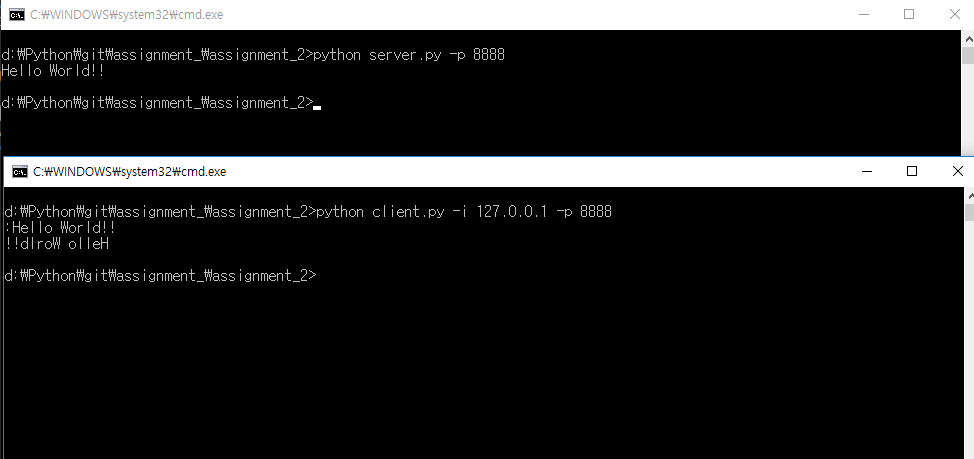 C:₩WINDOWS₩system32₩cmd.exe
d:₩Python₩git₩assignment_₩assignment_2>python server.py -p 8888
Hello World!!
d:₩Python₩git₩assignment_₩assignment_2>
C:₩WINDOWS₩system32₩cmd.exe
d:₩Python₩git₩assignment_₩assignment_2>python client.py -i 127.0.0.1 -p 8888
:Hello World!!
!!dlroW olleH
d:₩Python₩git₩assignment_₩assignment_2>